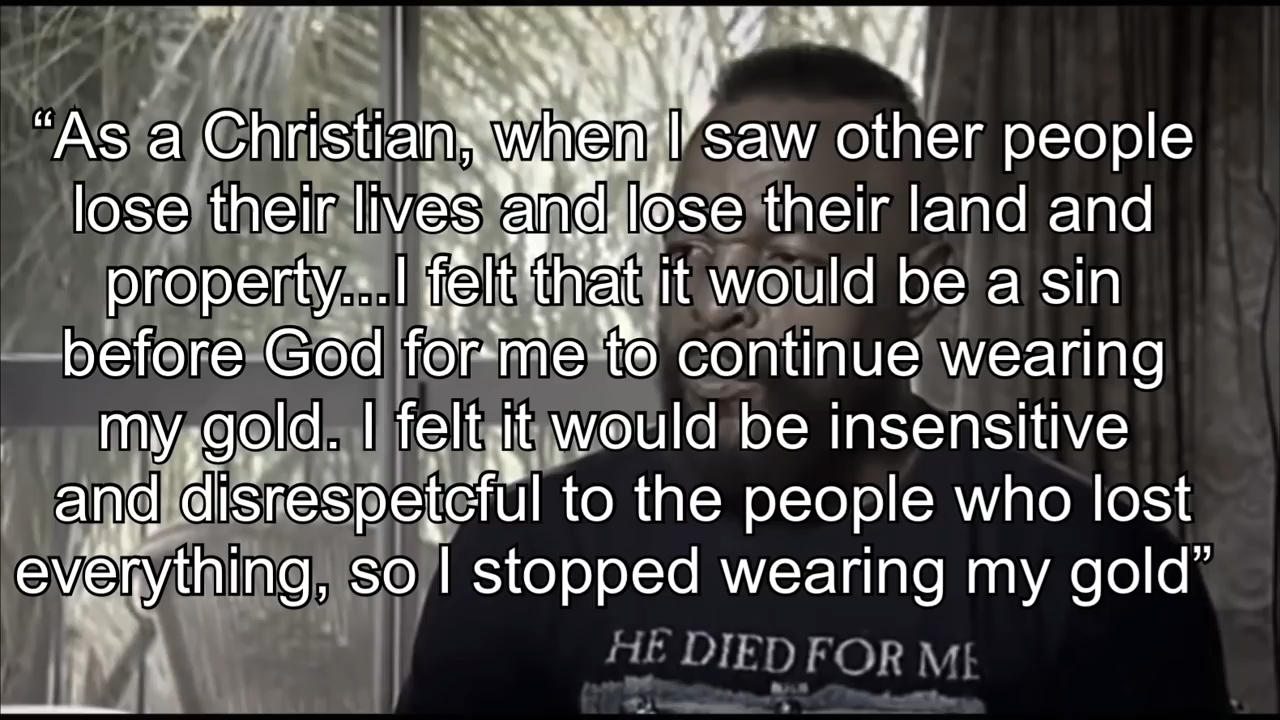 “As a Christian, when I saw other people
lose their lives and lose their land and
property...I felt that it would be a sin
before God for me to continue wearing
my gold. I felt it would be insensitive
and disrespetcful to the people who lost
everything, so I stopped wearing my gold”
HE DIED FOR ME